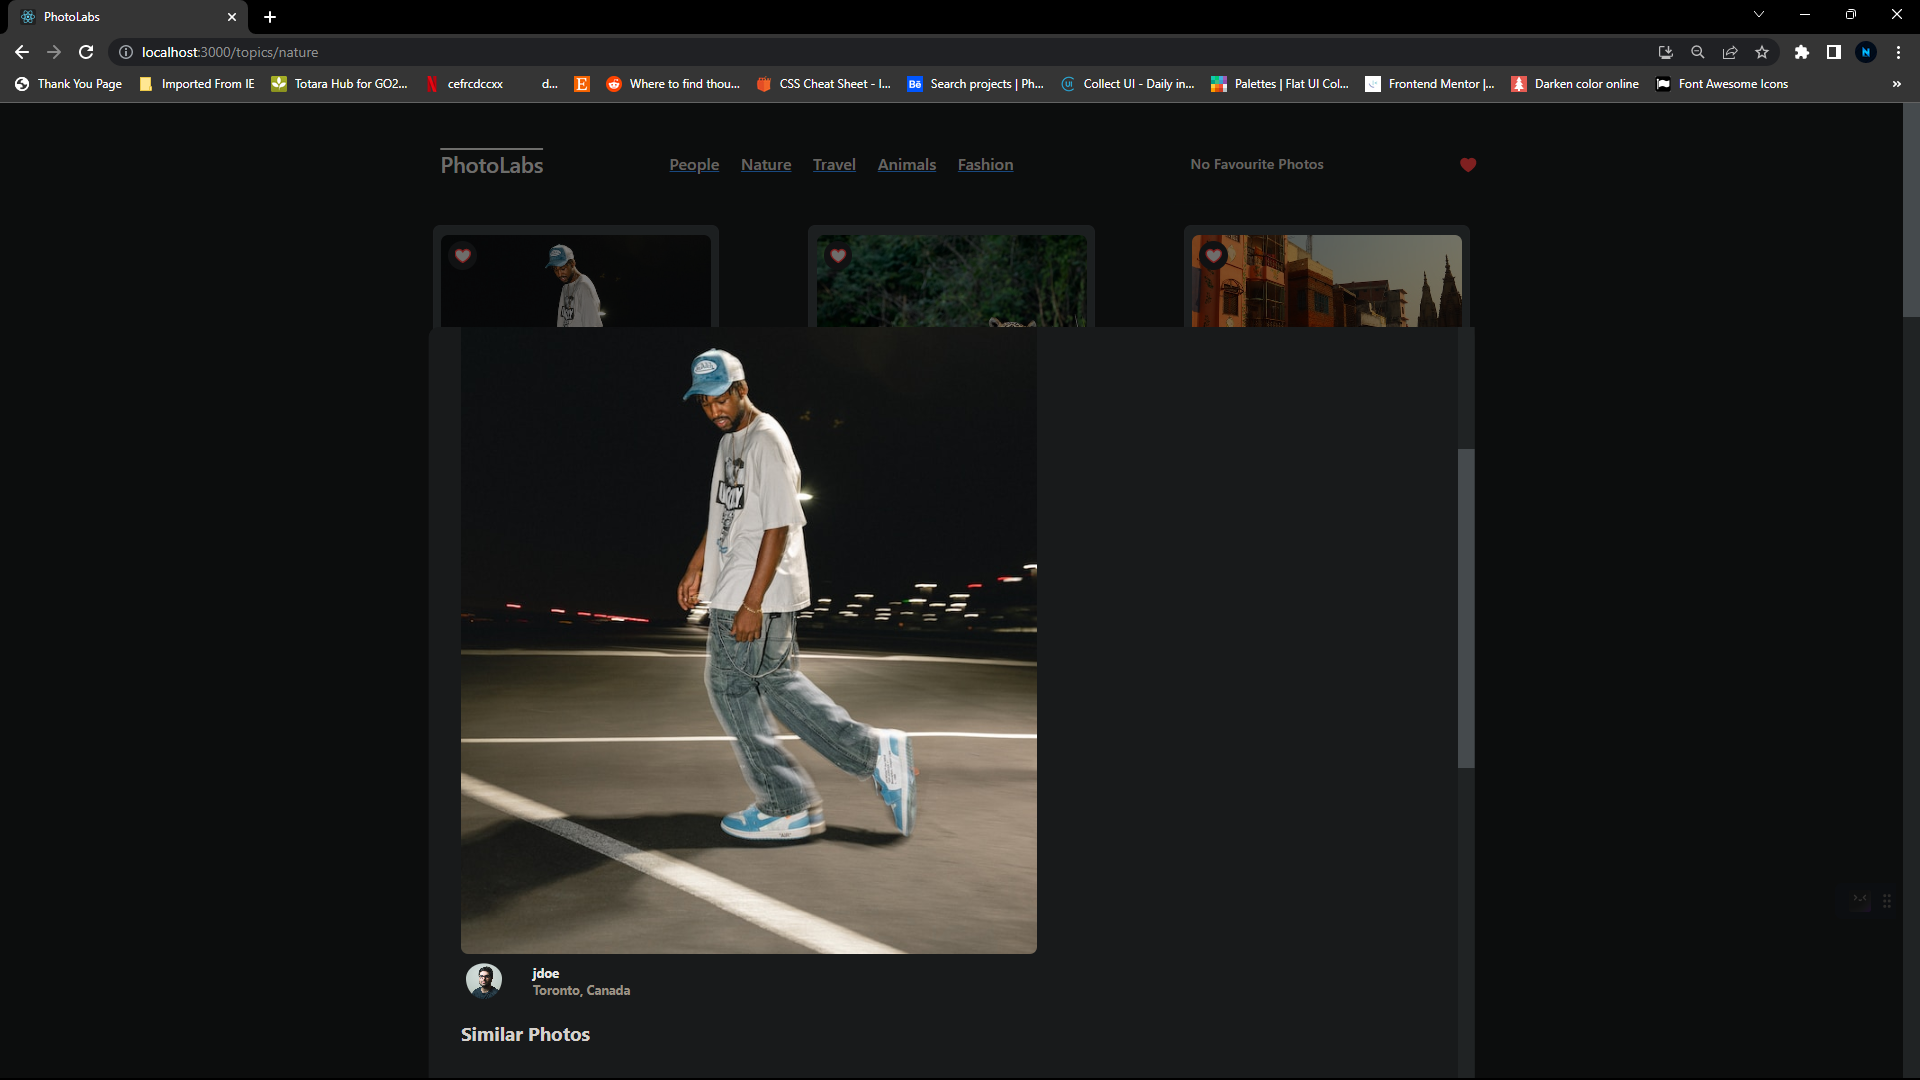 PhotoLabs
localhost:3000/topics/nature
N
Thank You Page
Imported From IE
Totara Hub for GO2...
cefrcdccxx
d...
E
Where to find thou...
CSS Cheat Sheet - I...
Bē
Search projects | Ph...
UI
Collect UI - Daily in...
Palettes | Flat UI Col...
Frontend Mentor |...
Darken color online
Font Awesome Icons
»
PhotoLabs
People
Nature
Travel
Animals
Fashion
No Favourite Photos
jdoe
Toronto, Canada
Similar Photos